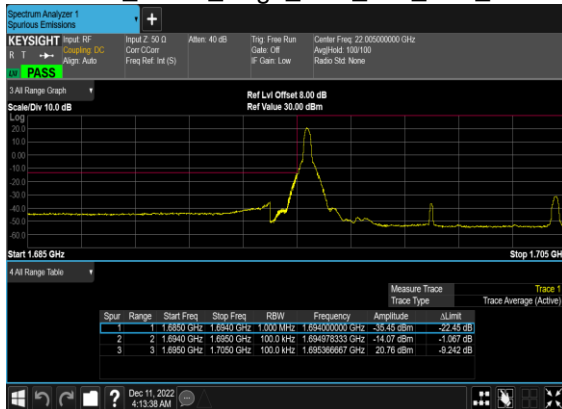 Spectrum Analyzer 1
Spurious Emissions
KEYSIGHT Input: RF
R T Coupling: DC
Align: Auto
Input Z: 50 Ω
Corr CCorr
Freq Ref: Int (S)
Atten: 40 dB
Trig: Free Run
Gate: Off
IF Gain: Low
Center Freq: 22.005000000 GHz
Avg|Hold: 100/100
Radio Std: None
PASS
3 All Range Graph
Ref Lvl Offset 8.00 dB
Scale/Div 10.0 dB
Ref Value 30.00 dBm
Log
20.0
10.0
0.00
-10.0
-20.0
-30.0
-40.0
-50.0
-60.0
Start 1.685 GHz
Stop 1.705 GHz
4 All Range Table
Measure Trace Trace 1
Trace Type Trace Average (Active)
Spur Range Start Freq Stop Freq RBW Frequency Amplitude ΔLimit
1 1 1.6850 GHz 1.6940 GHz 1.000 MHz 1.694000000 GHz -35.45 dBm -22.45 dB
2 2 1.6940 GHz 1.6950 GHz 100.0 kHz 1.694978333 GHz -14.07 dBm -1.067 dB
3 3 1.6950 GHz 1.7050 GHz 100.0 kHz 1.695366667 GHz 20.76 dBm -9.242 dB
?
Dec 11, 2022
4:13:38 AM